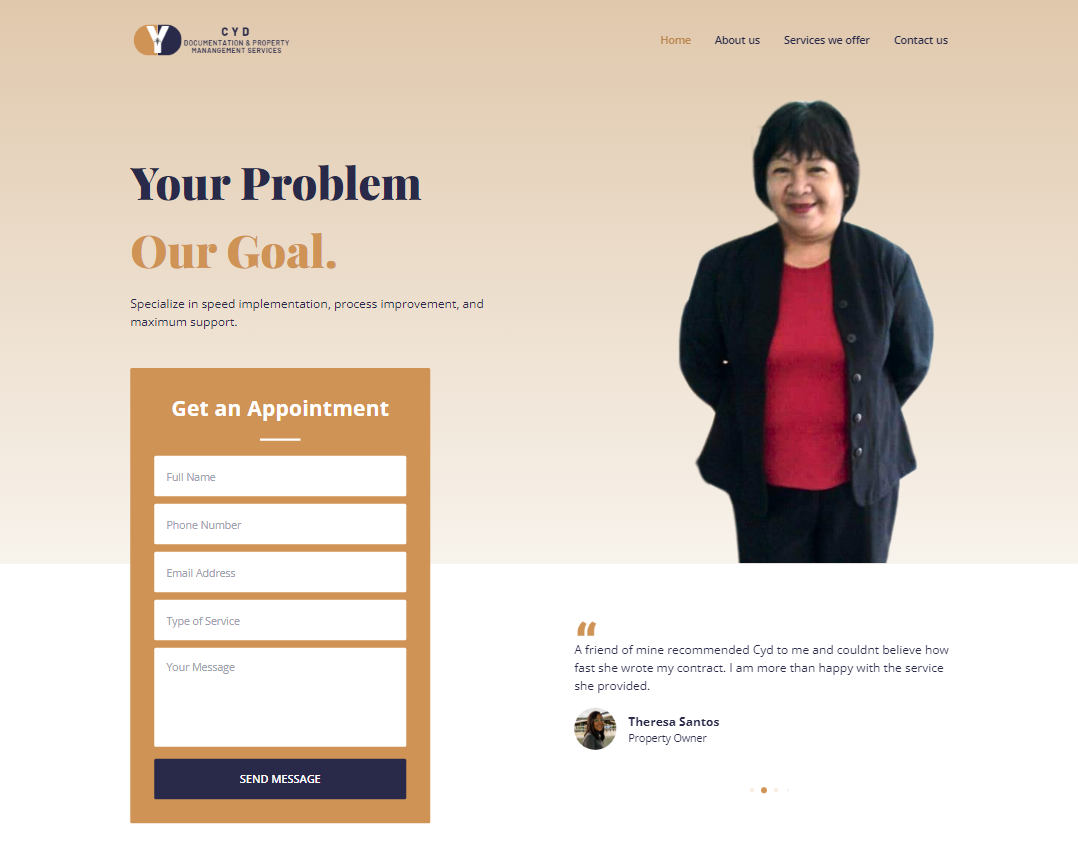 CYD
DOCUMENTATION & PROPERTY
MANANGEMENT SERVICES
Home About us Services we offer Contact us
Your Problem
Our Goal.
Specialize in speed implementation, process improvement, and
maximum support.
Get an Appointment
Full Name
Phone Number
Email Address
Type of Service
Your Message
SEND MESSAGE
“
A friend of mine recommended Cyd to me and couldnt believe how
fast she wrote my contract. I am more than happy with the service
she provided.
Theresa Santos
Property Owner